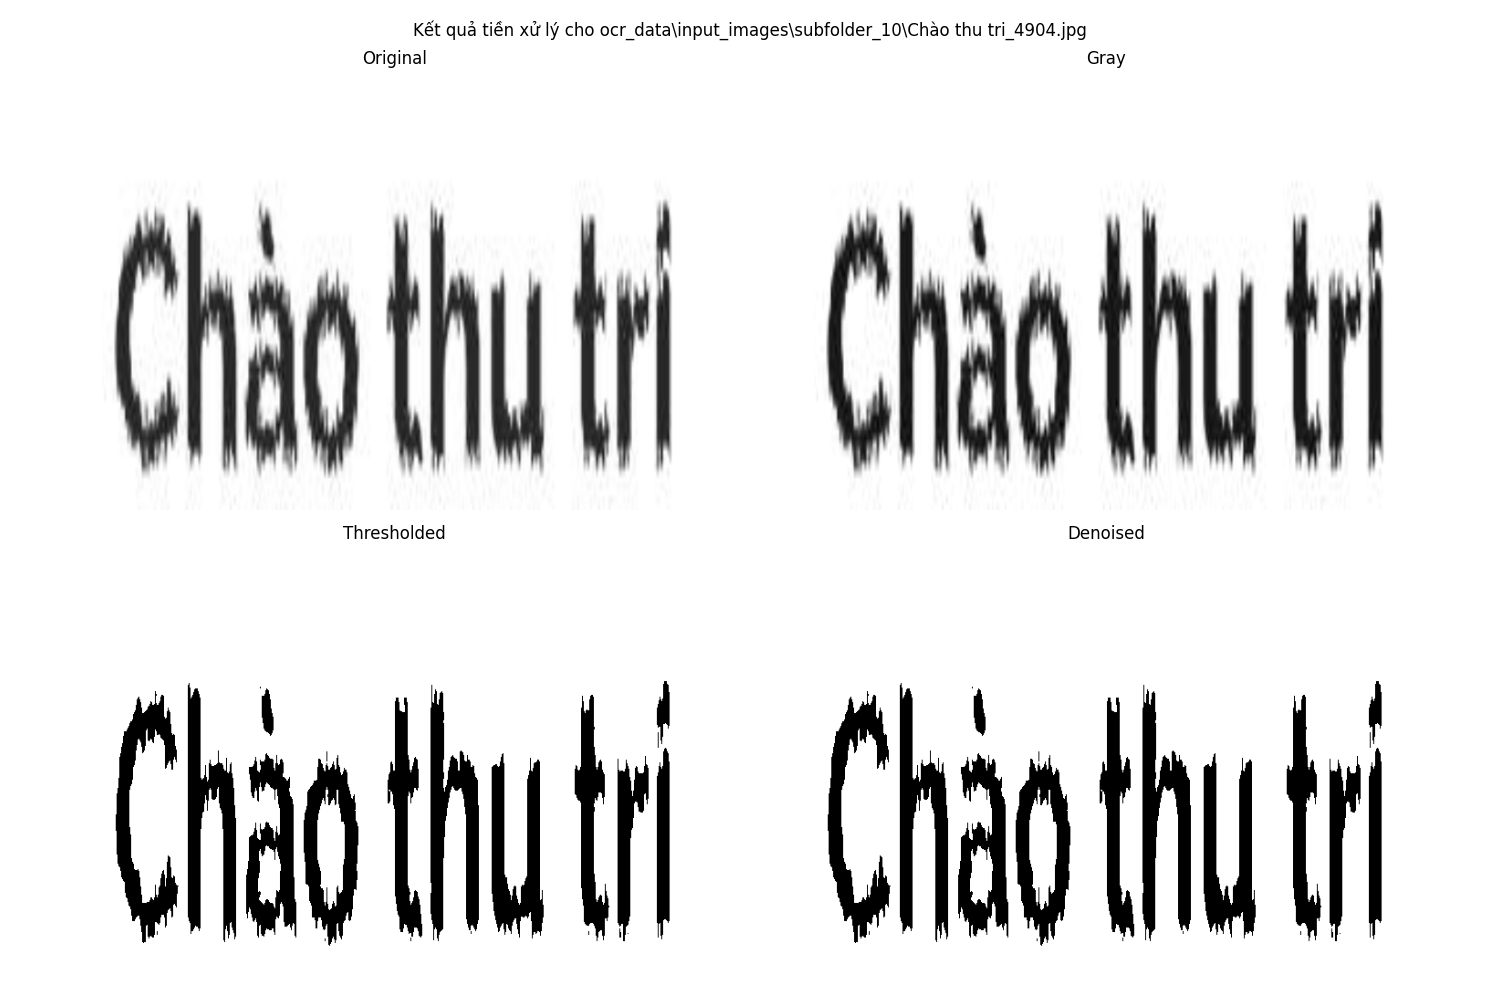 Kết quả tiền xử lý cho ocr_data\input_images\subfolder_10\Chào thu tri_4904.jpg
Original
Gray
Chào thu tri
Chào thu tri
Thresholded
Denoised
Chào thu tri
Chào thu tri